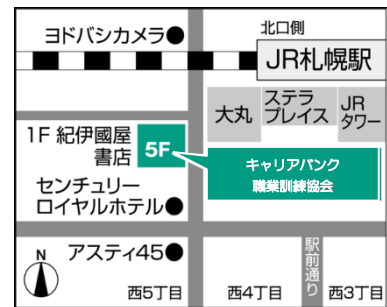 ヨドバシカメラ●
北口側
JR札幌駅
大丸
ステラ
プレイス
JR
タワー
1F 紀伊國屋
書店
5F
キャリアバンク
職業訓練協会
センチュリー
ロイヤルホテル●
N
アスティ45●
駅前通り
西5丁目
西4丁目
西3丁目